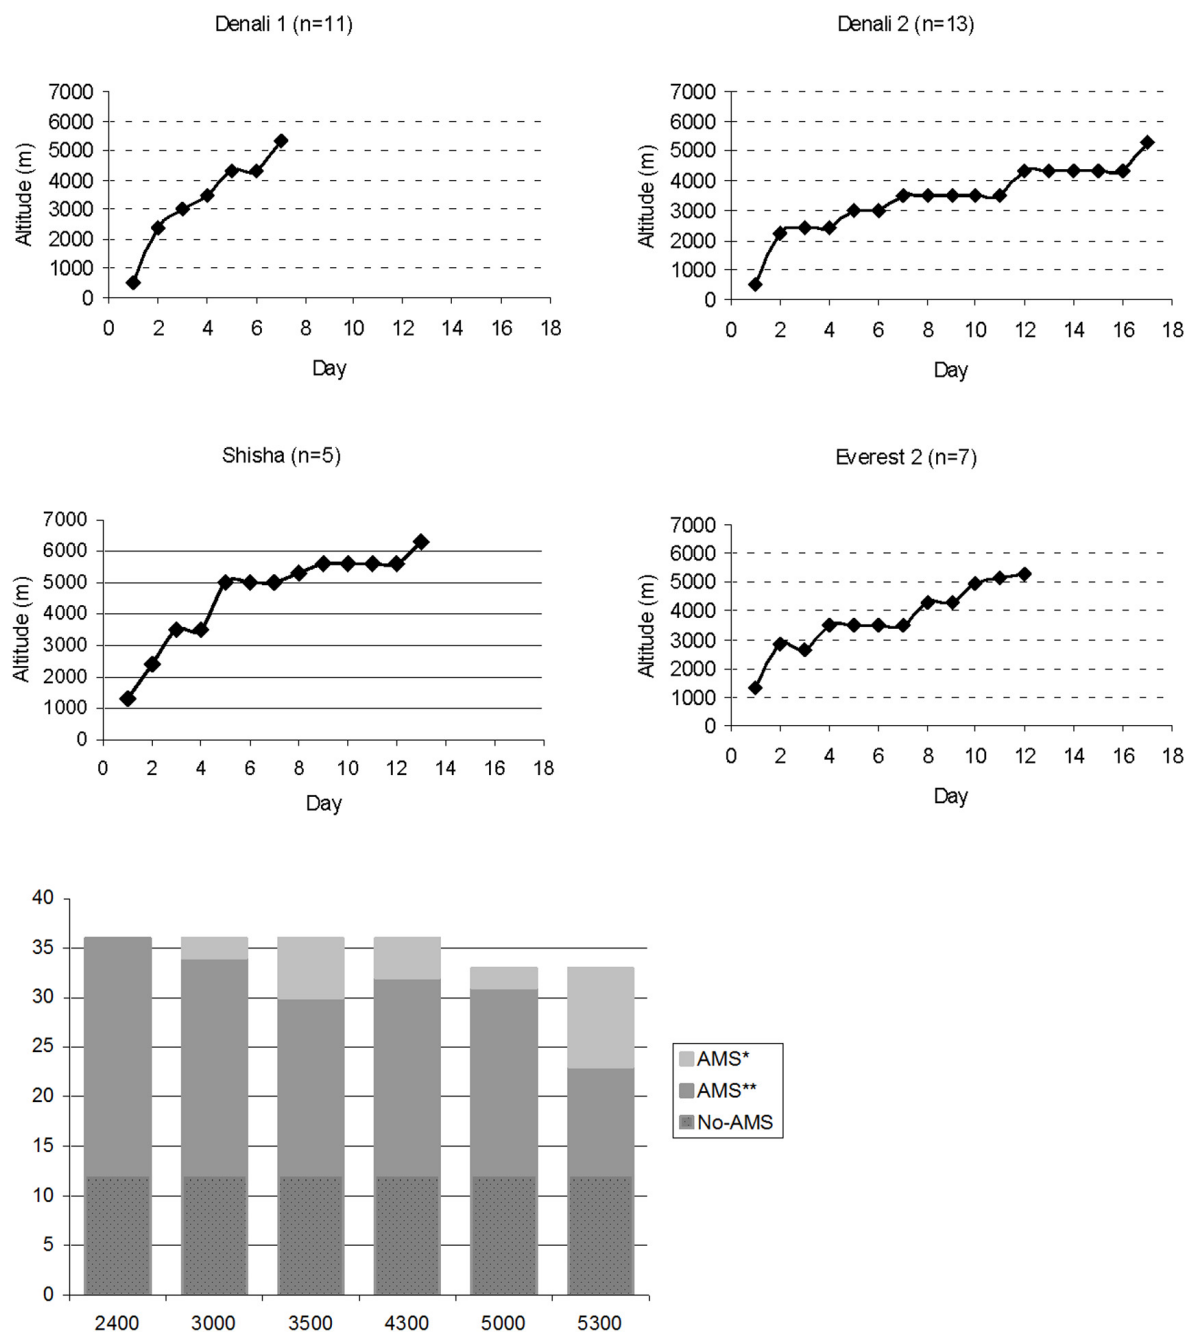 Denali 1 (n=11)
7000
6000
5000
4000
3000
2000
1000
0
Altitude (m)
0 2 4 6 8 10 12 14 16 18
Day
Denali 2 (n=13)
7000
6000
5000
4000
3000
2000
1000
0
Altitude (m)
0 2 4 6 8 10 12 14 16 18
Day
Shisha (n=5)
7000
6000
5000
4000
3000
2000
1000
0
Altitude (m)
0 2 4 6 8 10 12 14 16 18
Day
Everest 2 (n=7)
7000
6000
5000
4000
3000
2000
1000
0
Altitude (m)
0 2 4 6 8 10 12 14 16 18
Day
40
35
30
25
20
15
10
5
0
2400 3000 3500 4300 5000 5300
AMS*
AMS**
No-AMS